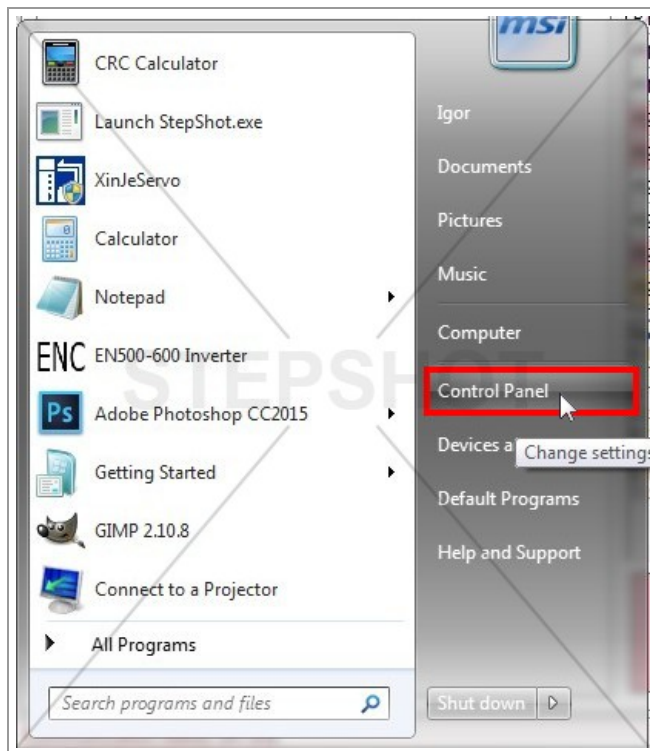 msi
CRC Calculator
Launch StepShot.exe
XinJeServo
Calculator
Notepad
ENC EN500-600 Inverter
Ps Adobe Photoshop CC2015
Getting Started
GIMP 2.10.8
Connect to a Projector
All Programs
Search programs and files
Igor
Documents
Pictures
Music
Computer
Control Panel
Devices a
Change settings
Default Programs
Help and Support
Shut down
STEPSHOT